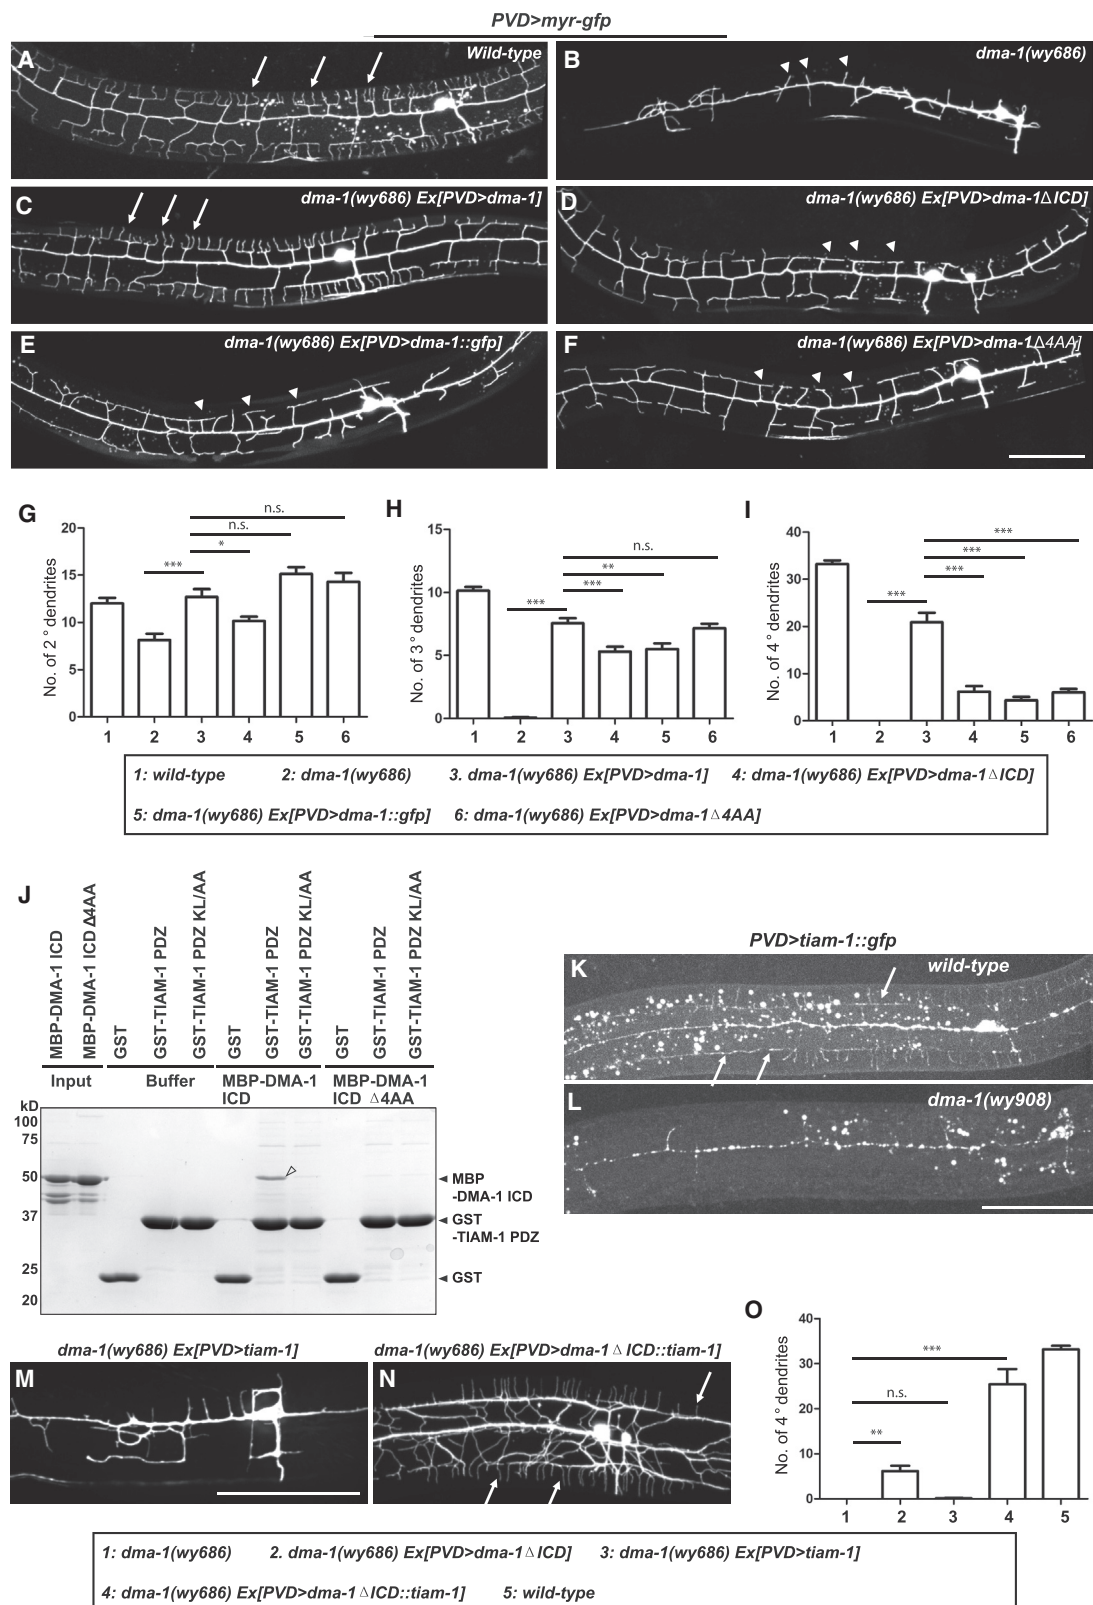 PVD>myr-gfp
A
Wild-type
B
dma-1(wy686)
C
dma-1(wy686) Ex[PVD>dma-1]
D
dma-1(wy686) Ex[PVD>dma-1ΔICD]
E
dma-1(wy686) Ex[PVD>dma-1::gfp]
F
dma-1(wy686) Ex[PVD>dma-1Δ4AA]
G
No. of 2° dendrites
20
15
10
5
0
n.s.
n.s.
*
***
1 2 3 4 5 6
H
No. of 3° dendrites
15
10
5
0
n.s.
**
***
***
1 2 3 4 5 6
I
No. of 4° dendrites
40
30
20
10
0
***
***
***
***
1 2 3 4 5 6
1: wild-type 2: dma-1(wy686) 3. dma-1(wy686) Ex[PVD>dma-1] 4: dma-1(wy686) Ex[PVD>dma-1ΔICD]
5: dma-1(wy686) Ex[PVD>dma-1::gfp] 6: dma-1(wy686) Ex[PVD>dma-1Δ4AA]
J
MBP-DMA-1 ICD
MBP-DMA-1 ICD Δ4AA
GST
GST-TIAM-1 PDZ
GST-TIAM-1 PDZ KL/AA
GST
GST-TIAM-1 PDZ
GST-TIAM-1 PDZ KL/AA
GST
GST-TIAM-1 PDZ
GST-TIAM-1 PDZ KL/AA
Input
Buffer
MBP-DMA-1
ICD
MBP-DMA-1
ICD Δ4AA
kD
100
75
50
37
25
20
MBP
-DMA-1 ICD
GST
-TIAM-1 PDZ
GST
PVD>tiam-1::gfp
K
wild-type
L
dma-1(wy908)
dma-1(wy686) Ex[PVD>tiam-1]
M
dma-1(wy686) Ex[PVD>dma-1Δ ICD::tiam-1]
N
O
No. of 4° dendrites
40
30
20
10
0
***
n.s.
**
1 2 3 4 5
1: dma-1(wy686) 2. dma-1(wy686) Ex[PVD>dma-1ΔICD] 3: dma-1(wy686) Ex[PVD>tiam-1]
4: dma-1(wy686) Ex[PVD>dma-1ΔICD::tiam-1] 5: wild-type